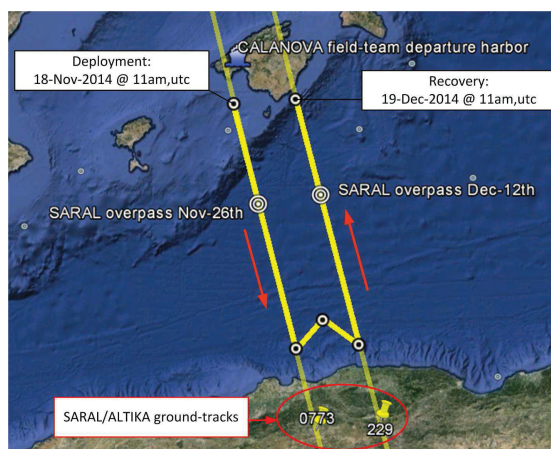 CALANOVA field-team departure harbor
Deployment:
18-Nov-2014 @ 11am,utc
Recovery:
19-Dec-2014 @ 11am,utc
SARAL overpass Dec-12th
SARAL overpass Nov-26th
SARAL/ALTIKA ground-tracks
0773
229